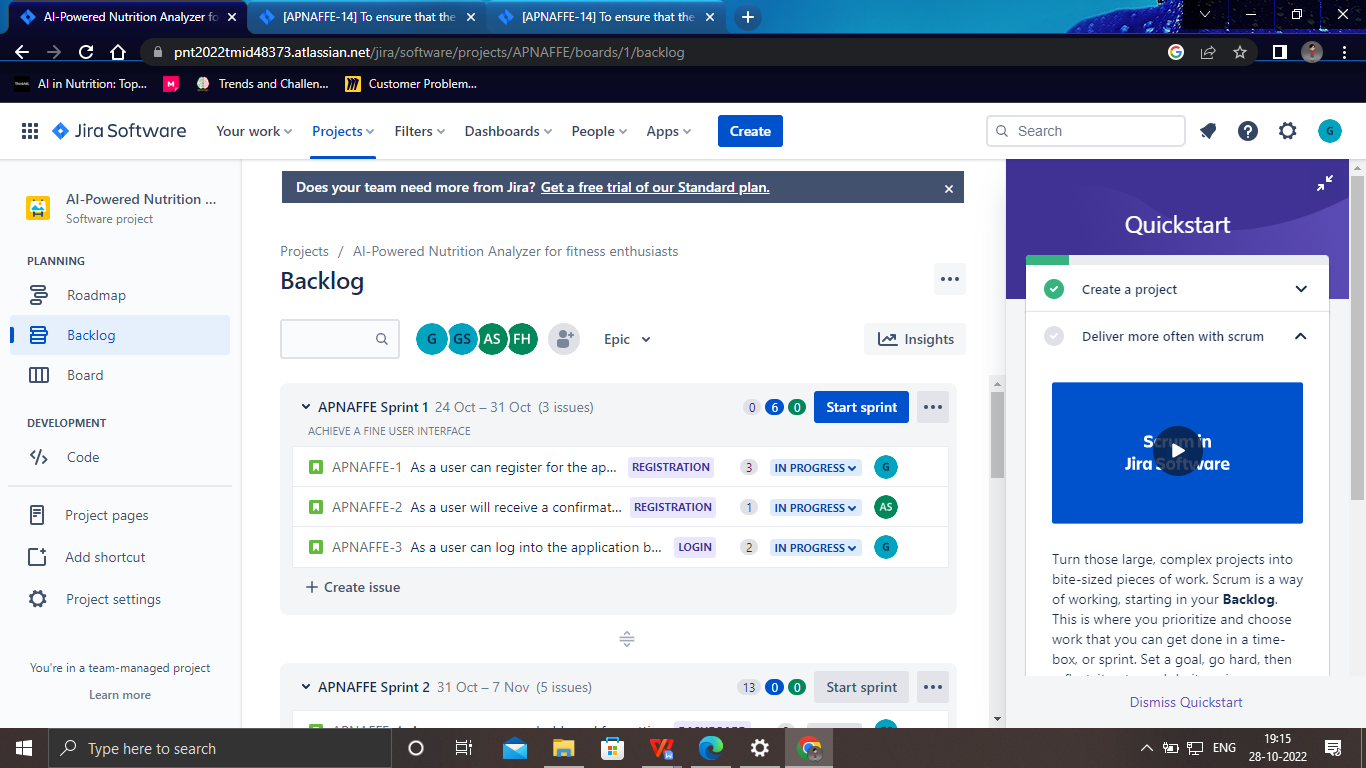 AI-Powered Nutrition Analyzer fo
[APNAFFE-14] To ensure that the
[APNAFFE-14] To ensure that the
pnt2022tmid48373.atlassian.net/jira/software/projects/APNAFFE/boards/1/backlog
AI in Nutrition: Top...
Trends and Challen...
Customer Problem...
Jira Software
Your work
Projects
Filters
Dashboards
People
Apps
Create
Search
G
AI-Powered Nutrition ...
Software project
PLANNING
Roadmap
Backlog
Board
DEVELOPMENT
Code
Project pages
Add shortcut
Project settings
You're in a team-managed project
Learn more
Does your team need more from Jira? Get a free trial of our Standard plan.
Projects / AI-Powered Nutrition Analyzer for fitness enthusiasts
Backlog
G GS AS FH
Epic
Insights
APNAFFE Sprint 1 24 Oct – 31 Oct (3 issues)
0 6 0
Start sprint
ACHIEVE A FINE USER INTERFACE
APNAFFE-1 As a user can register for the ap... REGISTRATION 3 IN PROGRESS G
APNAFFE-2 As a user will receive a confirmat... REGISTRATION 1 IN PROGRESS AS
APNAFFE-3 As a user can log into the application b... LOGIN 2 IN PROGRESS G
+ Create issue
APNAFFE Sprint 2 31 Oct – 7 Nov (5 issues)
13 0 0
Start sprint
Quickstart
Create a project
Deliver more often with scrum
Scrum in
Jira Software
Turn those large, complex projects into
bite-sized pieces of work. Scrum is a way
of working, starting in your Backlog.
This is where you prioritize and choose
work that you can get done in a time-
box, or sprint. Set a goal, go hard, then
Dismiss Quickstart
Type here to search
ENG
19:15
28-10-2022